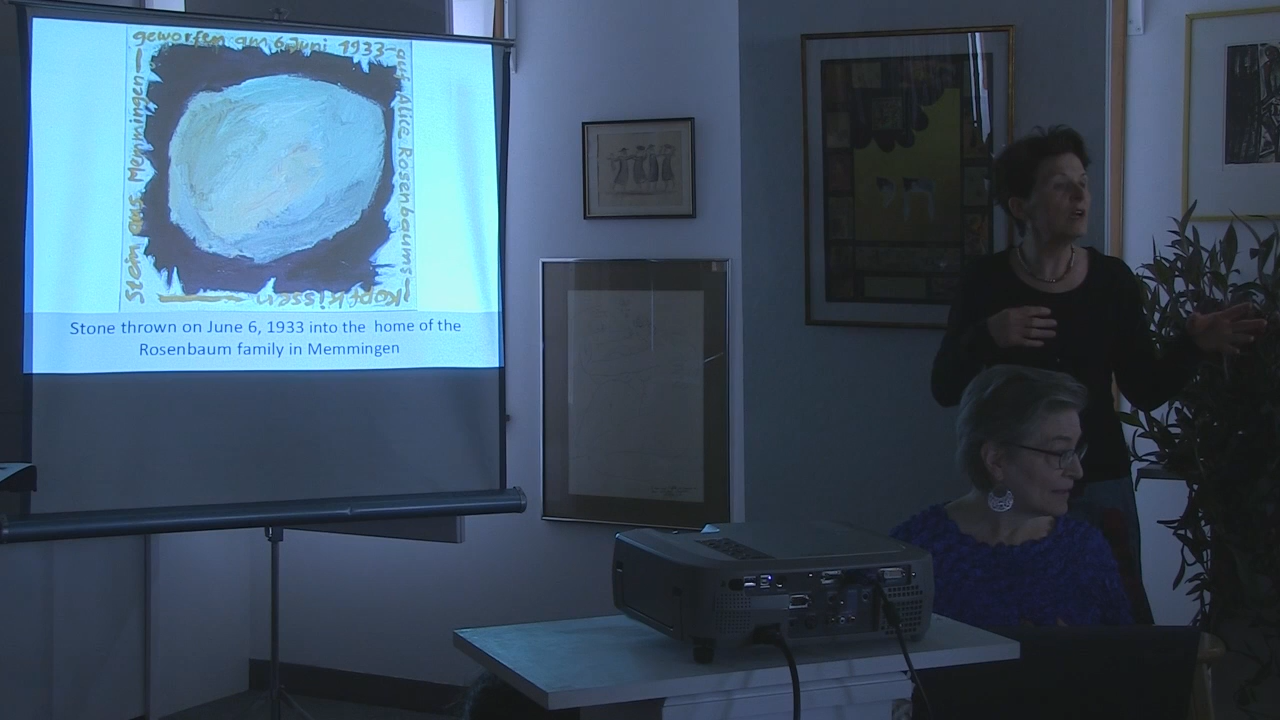 Stein aus Memmingen —
geworfen am 6. Juni 1933 —
aus Alice Rosenbaums —
Kopfkissen
Stone thrown on June 6, 1933 into the home of the
Rosenbaum family in Memmingen